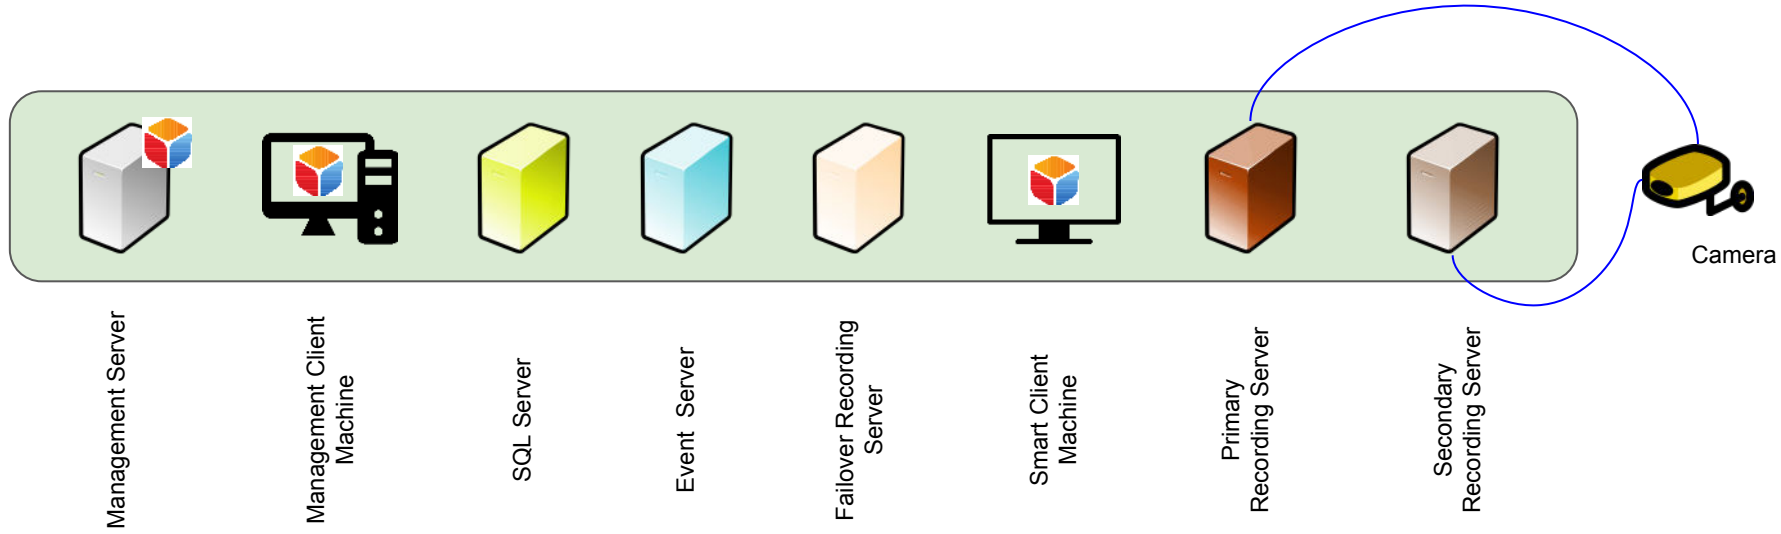 Camera
Management Server
Management Client
Machine
SQL Server
Event  Server
Failover Recording
Server
Smart Client
Machine
Primary
Recording Server
Secondary
Recording Server